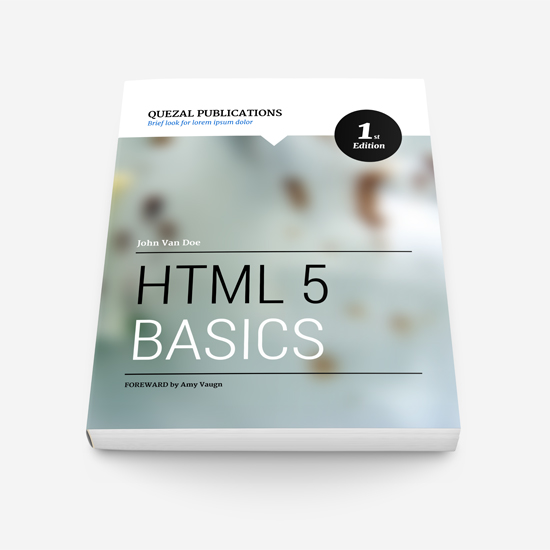 QUEZAL PUBLICATIONS
Brief look for lorem ipsum dolor
1st
Edition
John Van Doe
HTML 5
BASICS
FOREWARD by Amy Vaugn